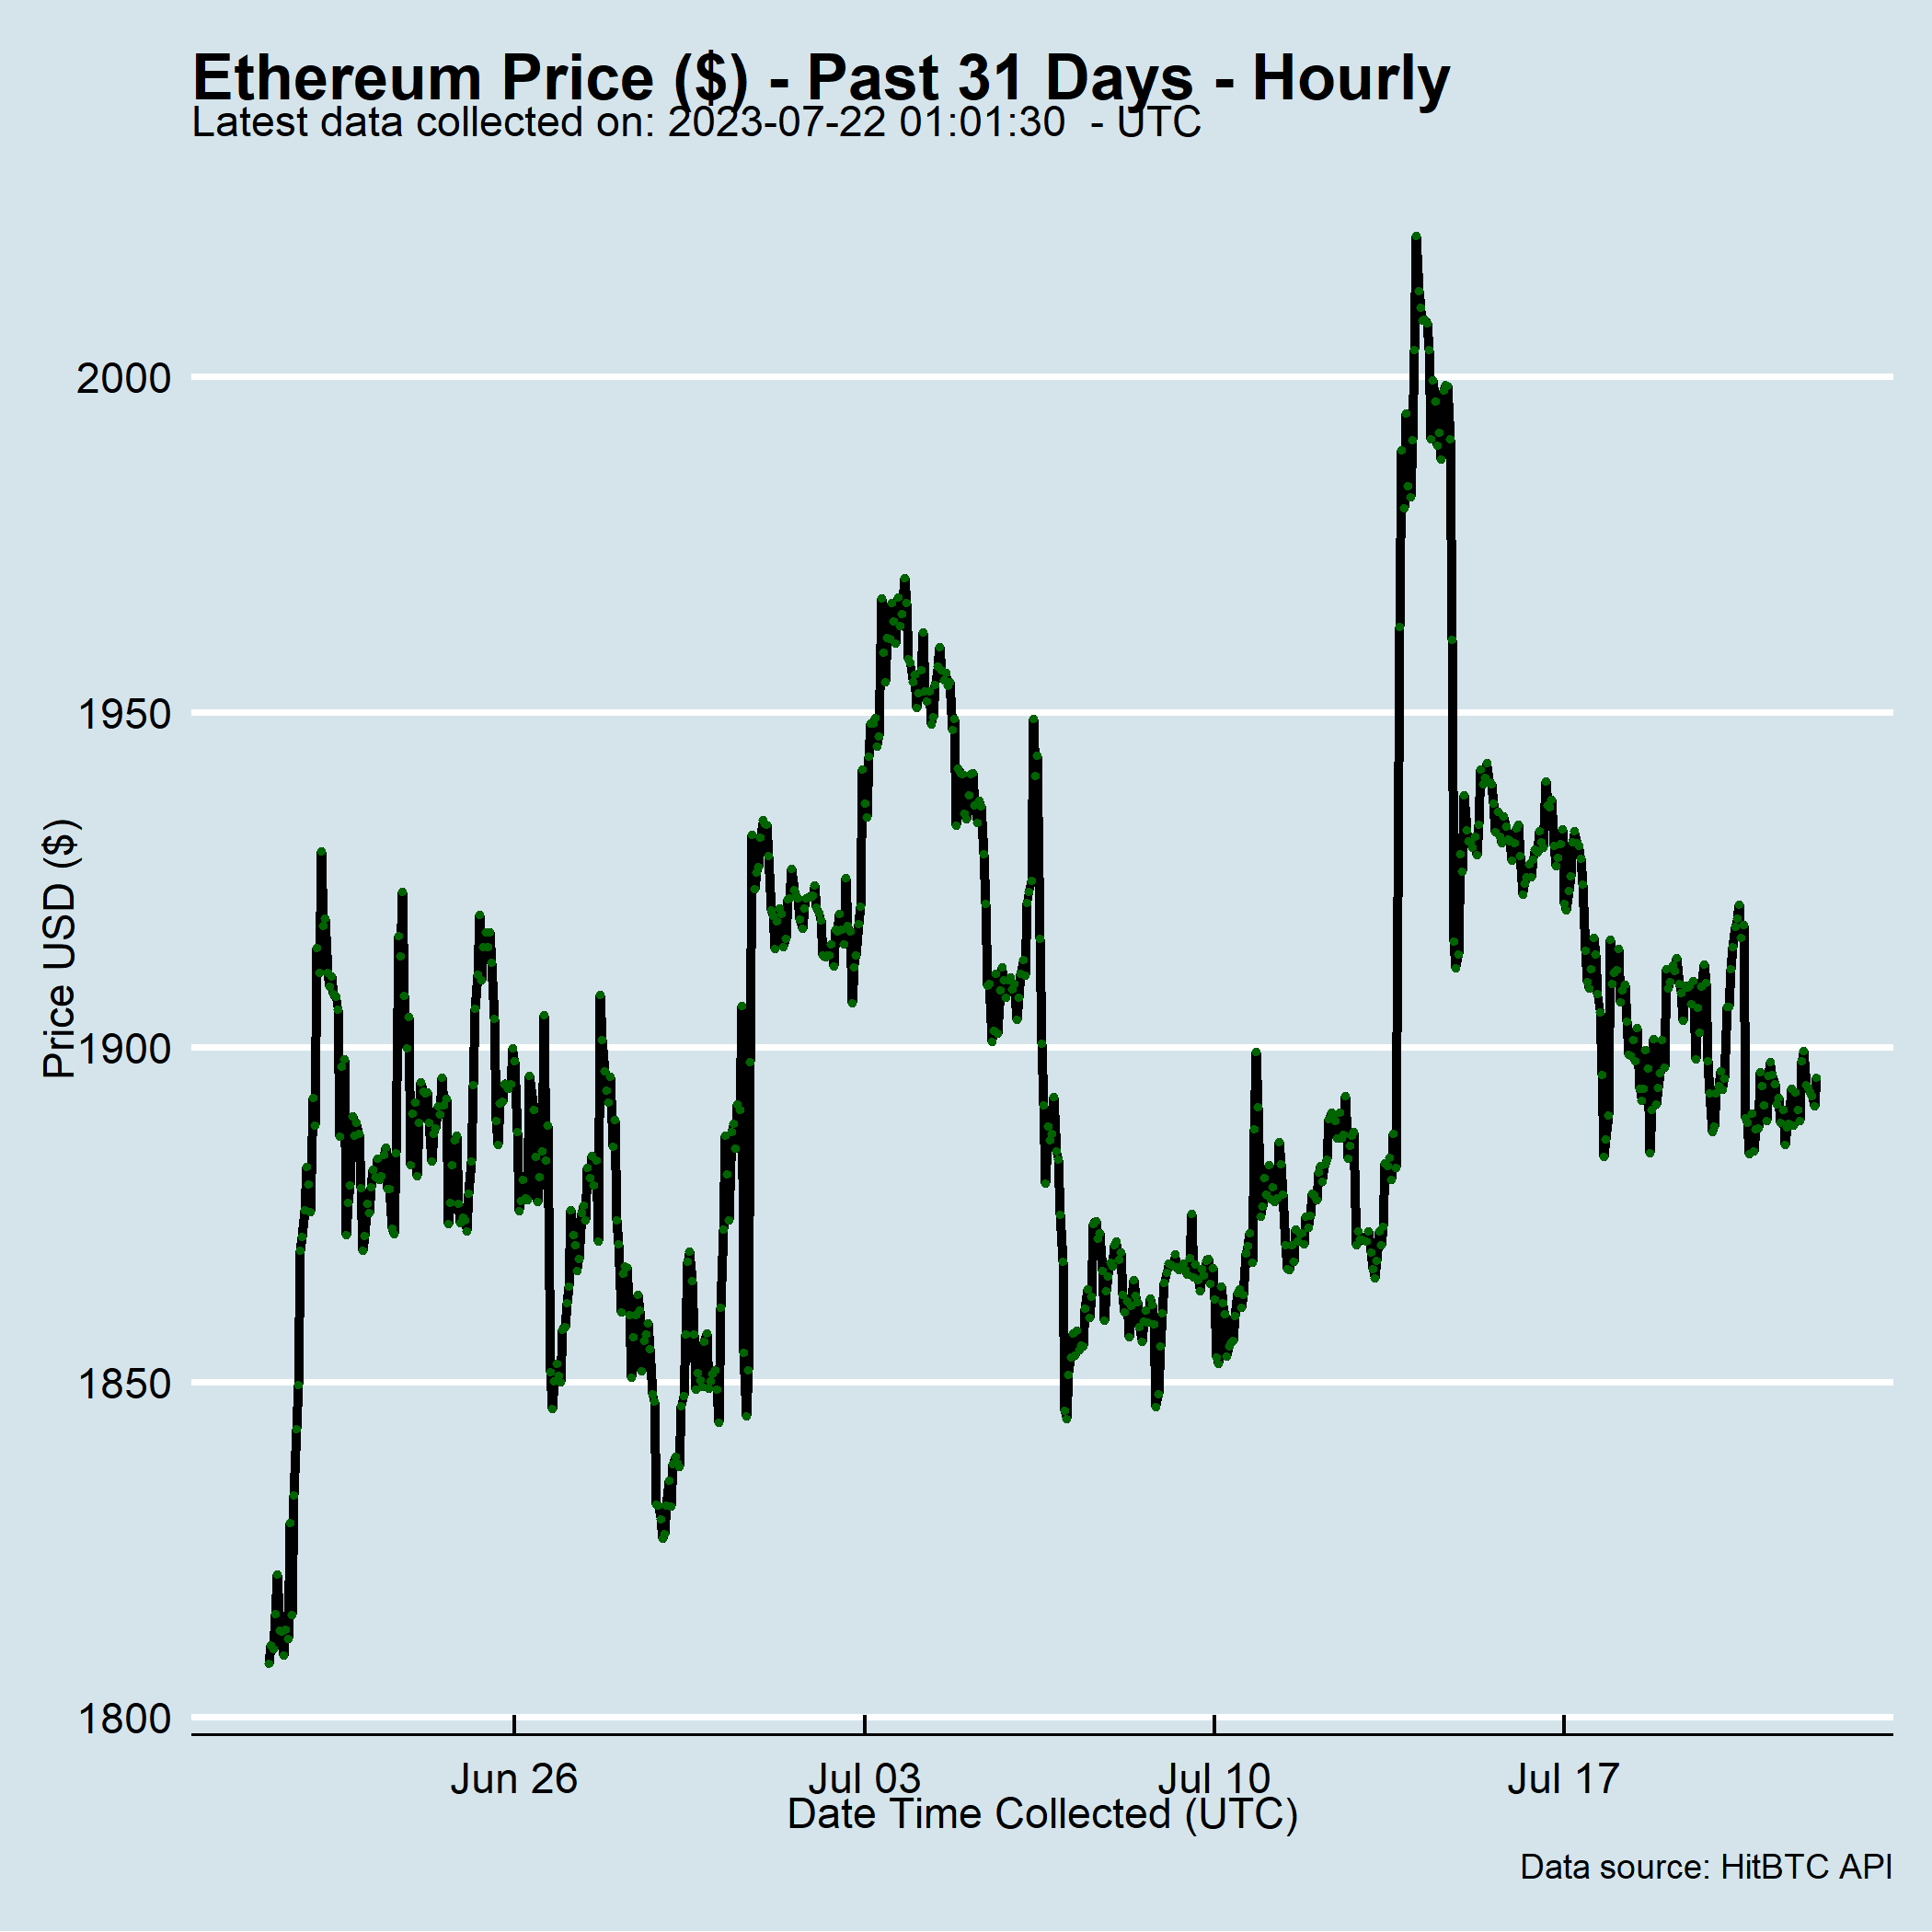 Ethereum Price ($) - Past 31 Days - Hourly
Latest data collected on: 2023-07-22 01:01:30  - UTC
Price USD ($)
2000
1950
1900
1850
1800
Jun 26
Jul 03
Jul 10
Jul 17
Date Time Collected (UTC)
Data source: HitBTC API